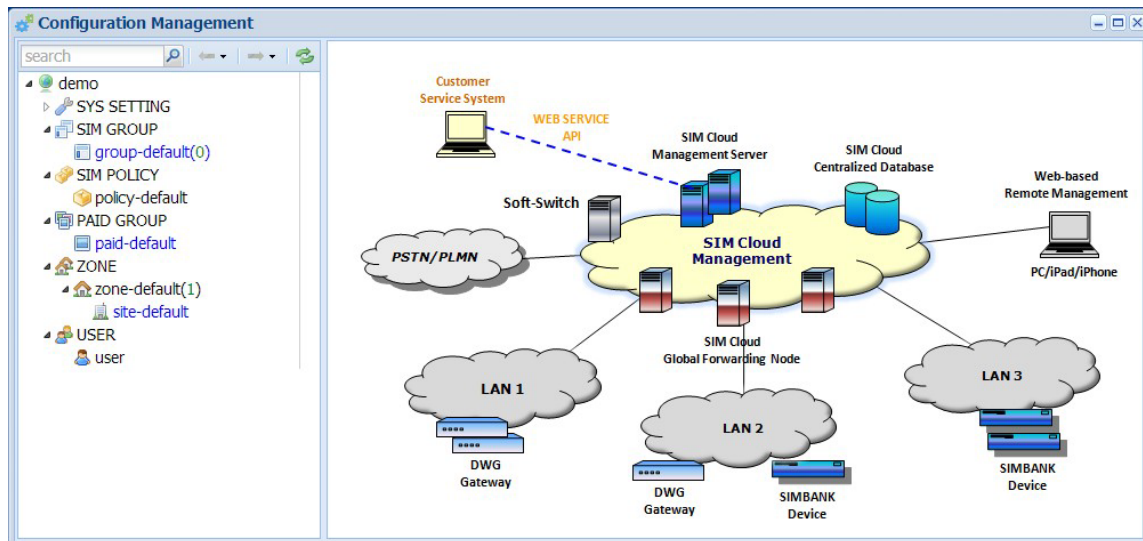 Configuration Management
search
demo
SYS SETTING
SIM GROUP
group-default(0)
SIM POLICY
policy-default
PAID GROUP
paid-default
ZONE
zone-default(1)
site-default
USER
user
Customer
Service System
WEB SERVICE
API
SIM Cloud
Management Server
SIM Cloud
Centralized Database
Web-based
Remote Management
Soft-Switch
PSTN/PLMN
SIM Cloud
Management
PC/iPad/iPhone
SIM Cloud
Global Forwarding Node
LAN 1
LAN 2
LAN 3
DWG
Gateway
DWG
Gateway
SIMBANK
Device
SIMBANK
Device